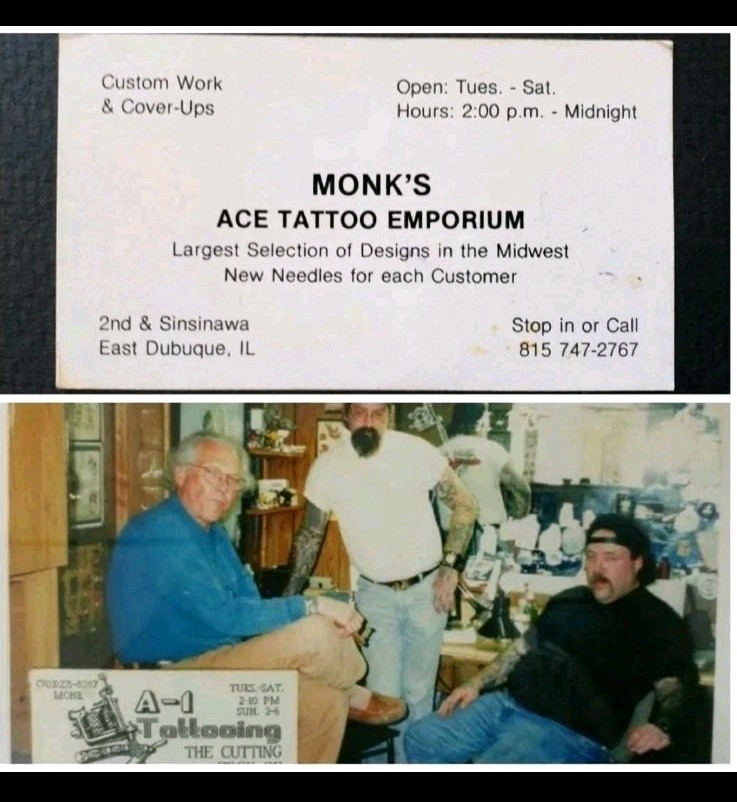 Custom Work
& Cover-Ups
Open: Tues. - Sat.
Hours: 2:00 p.m. - Midnight
MONK'S
ACE TATTOO EMPORIUM
Largest Selection of Designs in the Midwest
New Needles for each Customer
2nd & Sinsinawa
East Dubuque, IL
Stop in or Call
815 747-2767
MONK
A-1
Tattooing
TUES.-SAT.
2-10 PM
SUN. 2-6
THE CUTTING